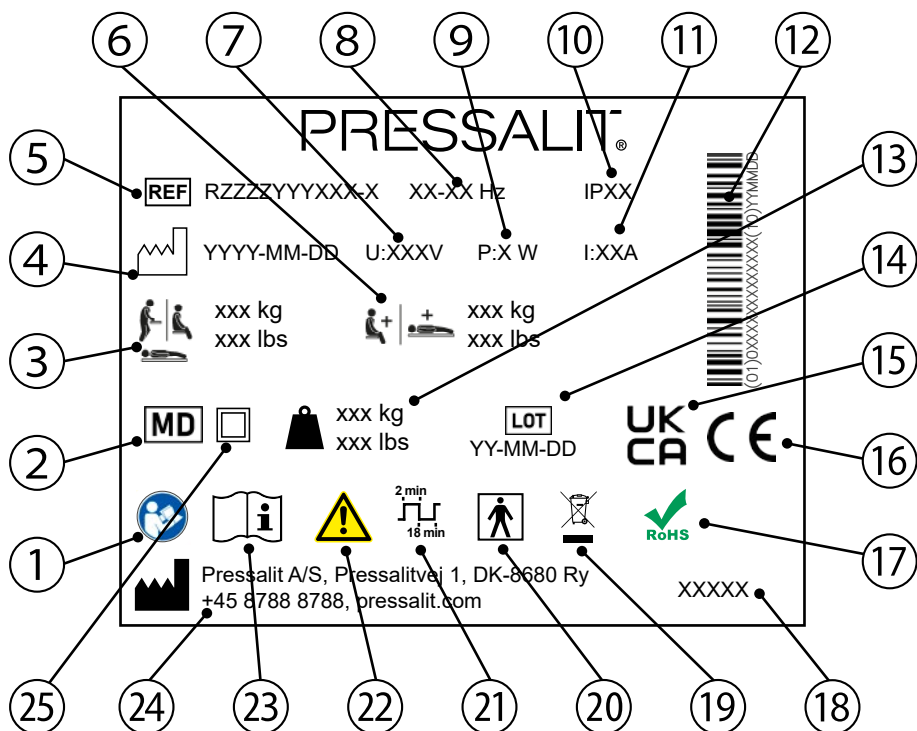 6 7 8 9 10 11 12
PRESSALIT®
5 REF RZZZZYYYXXX-X XX-XX Hz IPXX 13
4 YYYY-MM-DD U:XXXV P:X W I:XXA 14
xxx kg xxx kg
xxx lbs xxx lbs
3 15
MD xxx kg LOT UK
xxx lbs YY-MM-DD CA CE
2 16
2 min
18 min
i
RoHS
1 17
Pressalit A/S, Pressalitvej 1, DK-8680 Ry
+45 8788 8788, pressalit.com XXXXX
25 24 23 22 21 20 19 18